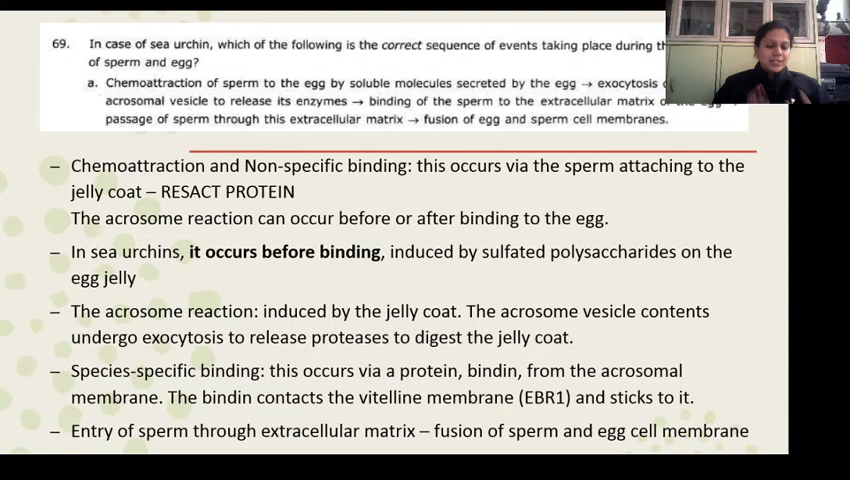 69. In case of sea urchin, which of the following is the correct sequence of events taking place during
of sperm and egg?
a. Chemoattraction of sperm to the egg by soluble molecules secreted by the egg → exocytosis
acrosomal vesicle to release its enzymes → binding of the sperm to the extracellular matrix
passage of sperm through this extracellular matrix → fusion of egg and sperm cell membranes.
– Chemoattraction and Non-specific binding: this occurs via the sperm attaching to the
jelly coat – RESACT PROTEIN
The acrosome reaction can occur before or after binding to the egg.
– In sea urchins, it occurs before binding, induced by sulfated polysaccharides on the
egg jelly
– The acrosome reaction: induced by the jelly coat. The acrosome vesicle contents
undergo exocytosis to release proteases to digest the jelly coat.
– Species-specific binding: this occurs via a protein, bindin, from the acrosomal
membrane. The bindin contacts the vitelline membrane (EBR1) and sticks to it.
– Entry of sperm through extracellular matrix – fusion of sperm and egg cell membrane